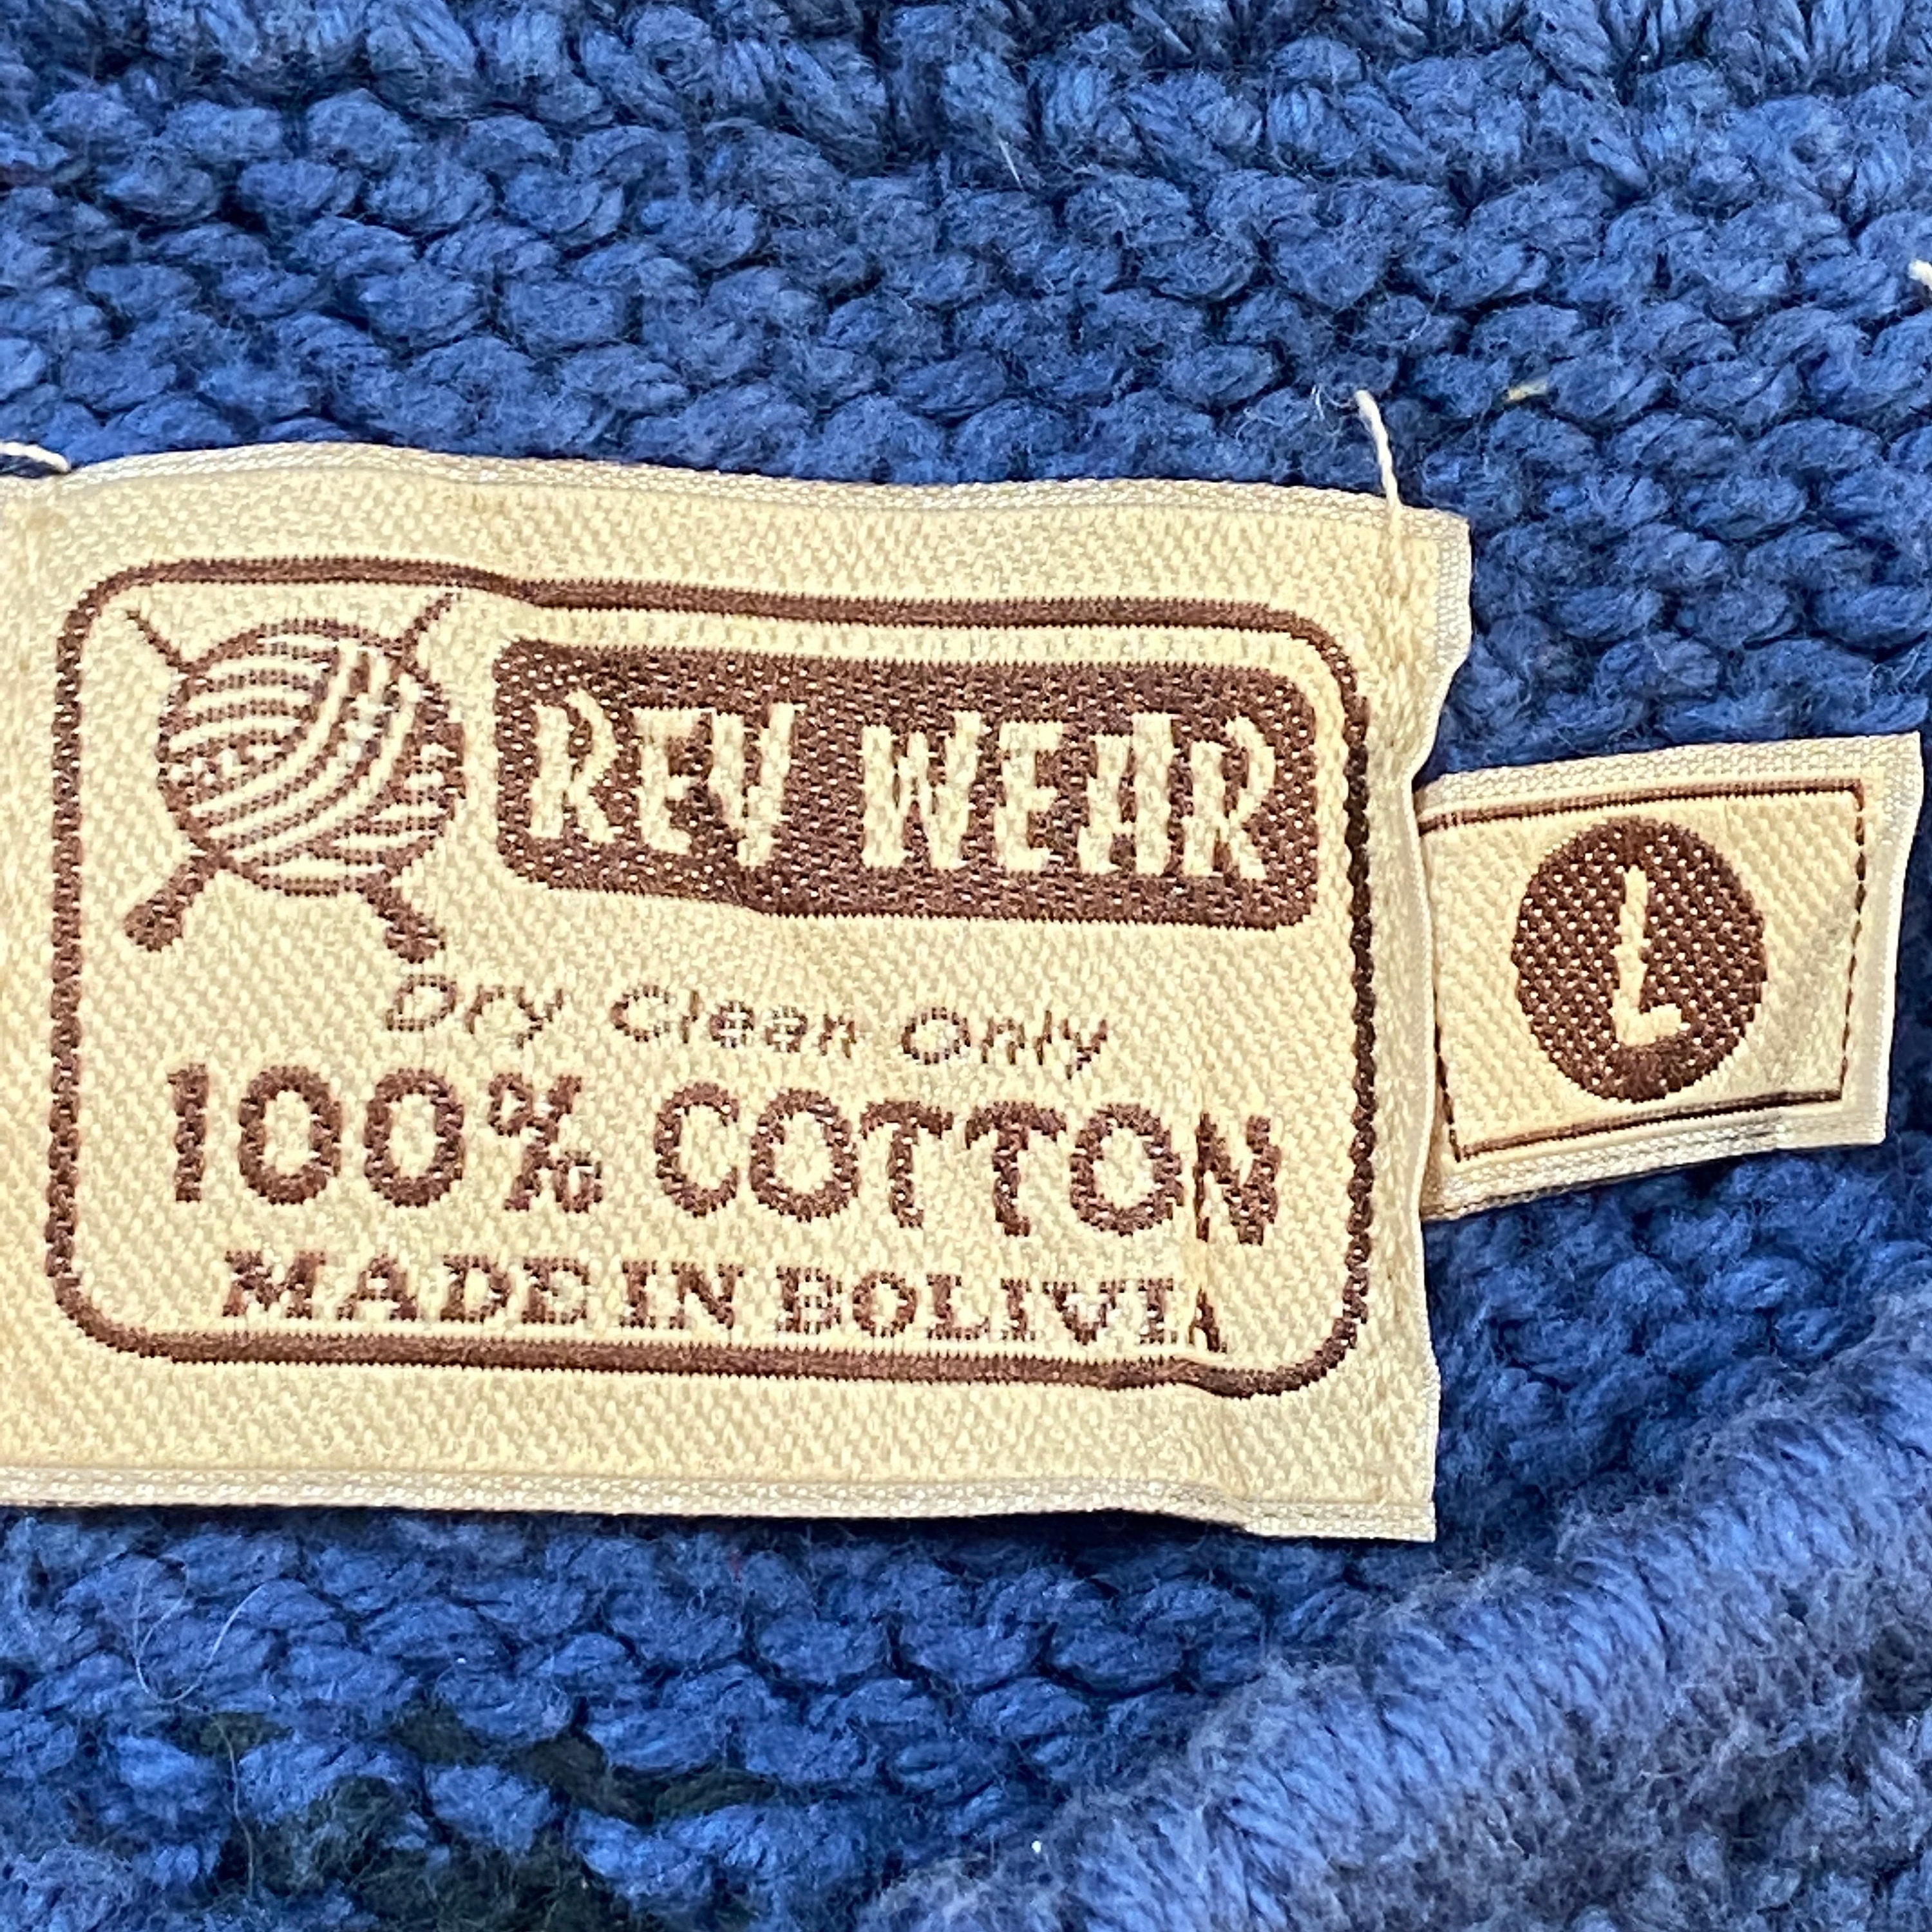 REV WEAR
L
Dry Clean Only
100% COTTON
MADE IN BOLIVIA